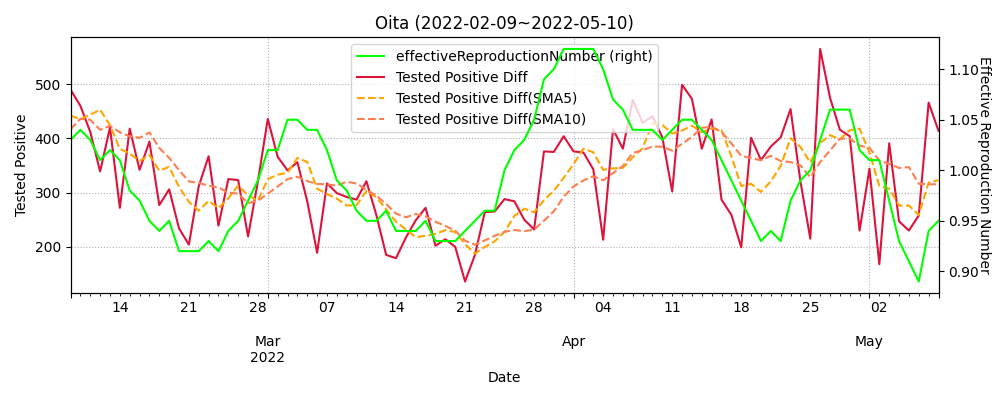 Oita (2022-02-09~2022-05-10)
effectiveReproductionNumber (right)
Tested Positive Diff
Tested Positive Diff(SMA5)
Tested Positive Diff(SMA10)
Tested Positive
500
400
300
200
Effective Reproduction Number
1.10
1.05
1.00
0.95
0.90
14 21 28 07 14 21 28 04 11 18 25 02
Mar Apr May
2022
Date